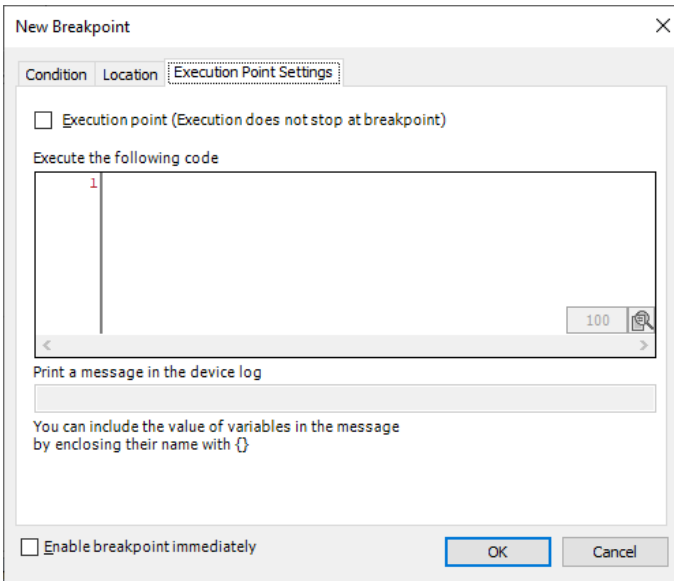 New Breakpoint
Condition Location Execution Point Settings
Execution point (Execution does not stop at breakpoint)
Execute the following code
1
100
Print a message in the device log
You can include the value of variables in the message
by enclosing their name with {}
Enable breakpoint immediately OK Cancel